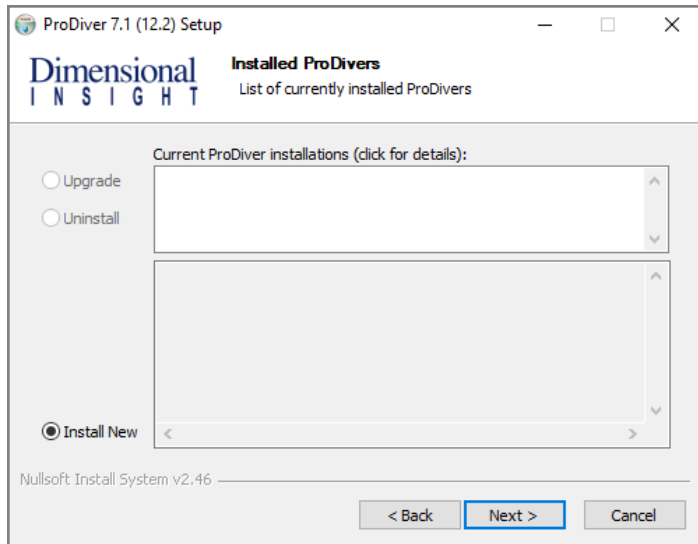 ProDiver 7.1 (12.2) Setup
Dimensional
INSIGHT
Installed ProDivers
List of currently installed ProDivers
Current ProDiver installations (click for details):
Upgrade
Uninstall
Install New
Nullsoft Install System v2.46
< Back
Next >
Cancel